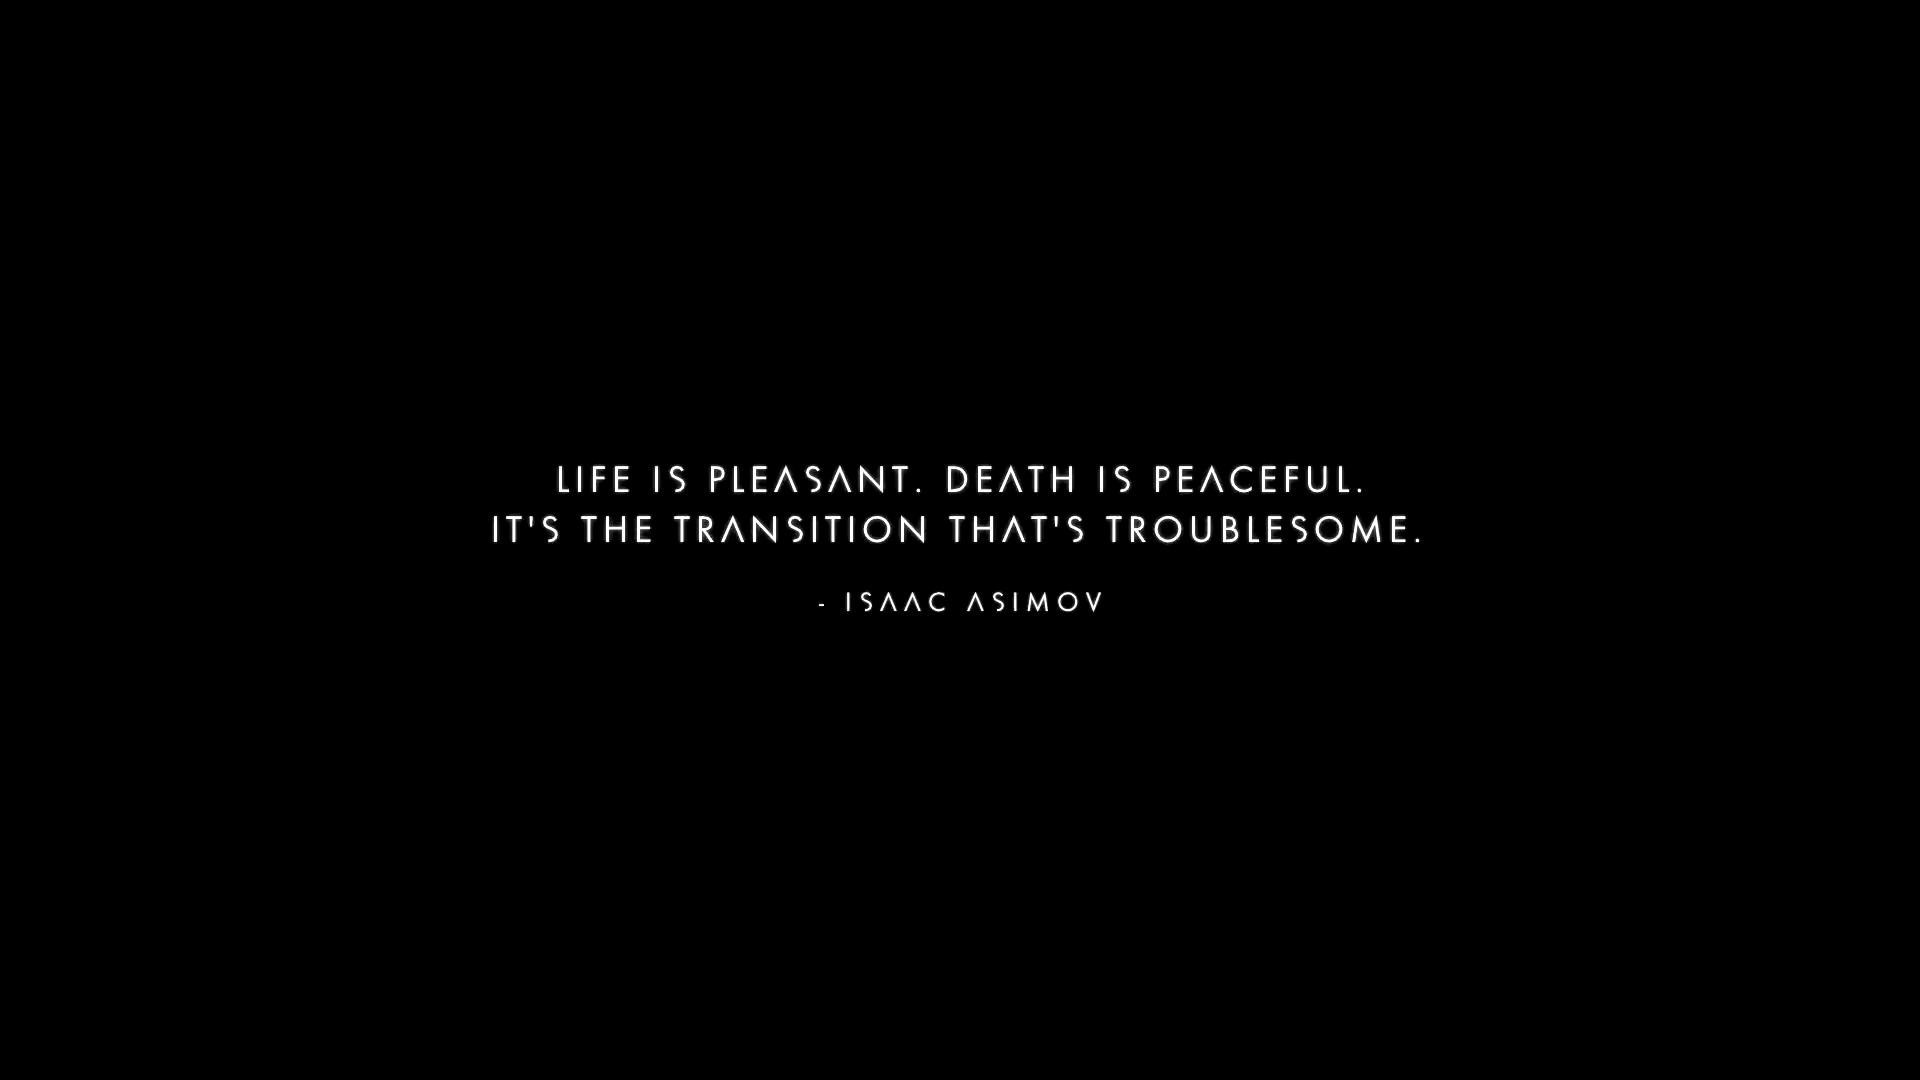 LIFE IS PLEASANT. DEATH IS PEACEFUL.
IT'S THE TRANSITION THAT'S TROUBLESOME.
- ISAAC ASIMOV